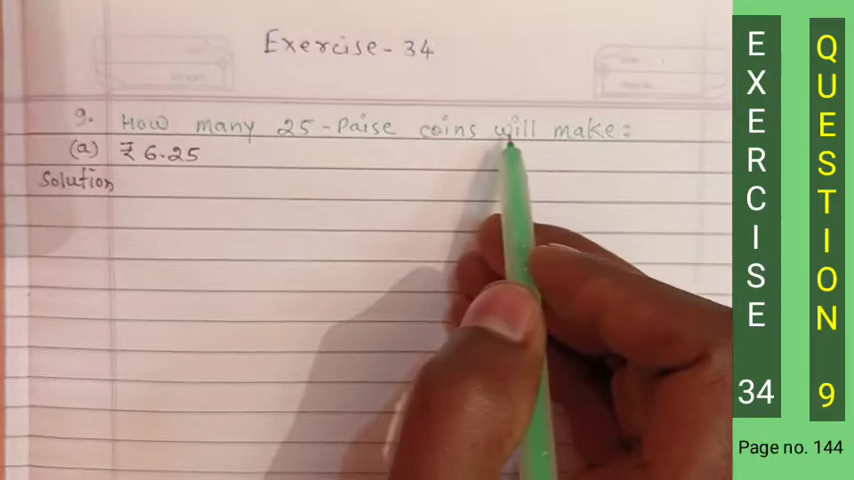 Exercise - 34
9. How many 25-Paise coins will make:
(a) ₹ 6.25
Solution
EXERCISE 34
QUESTION 9
Page no. 144